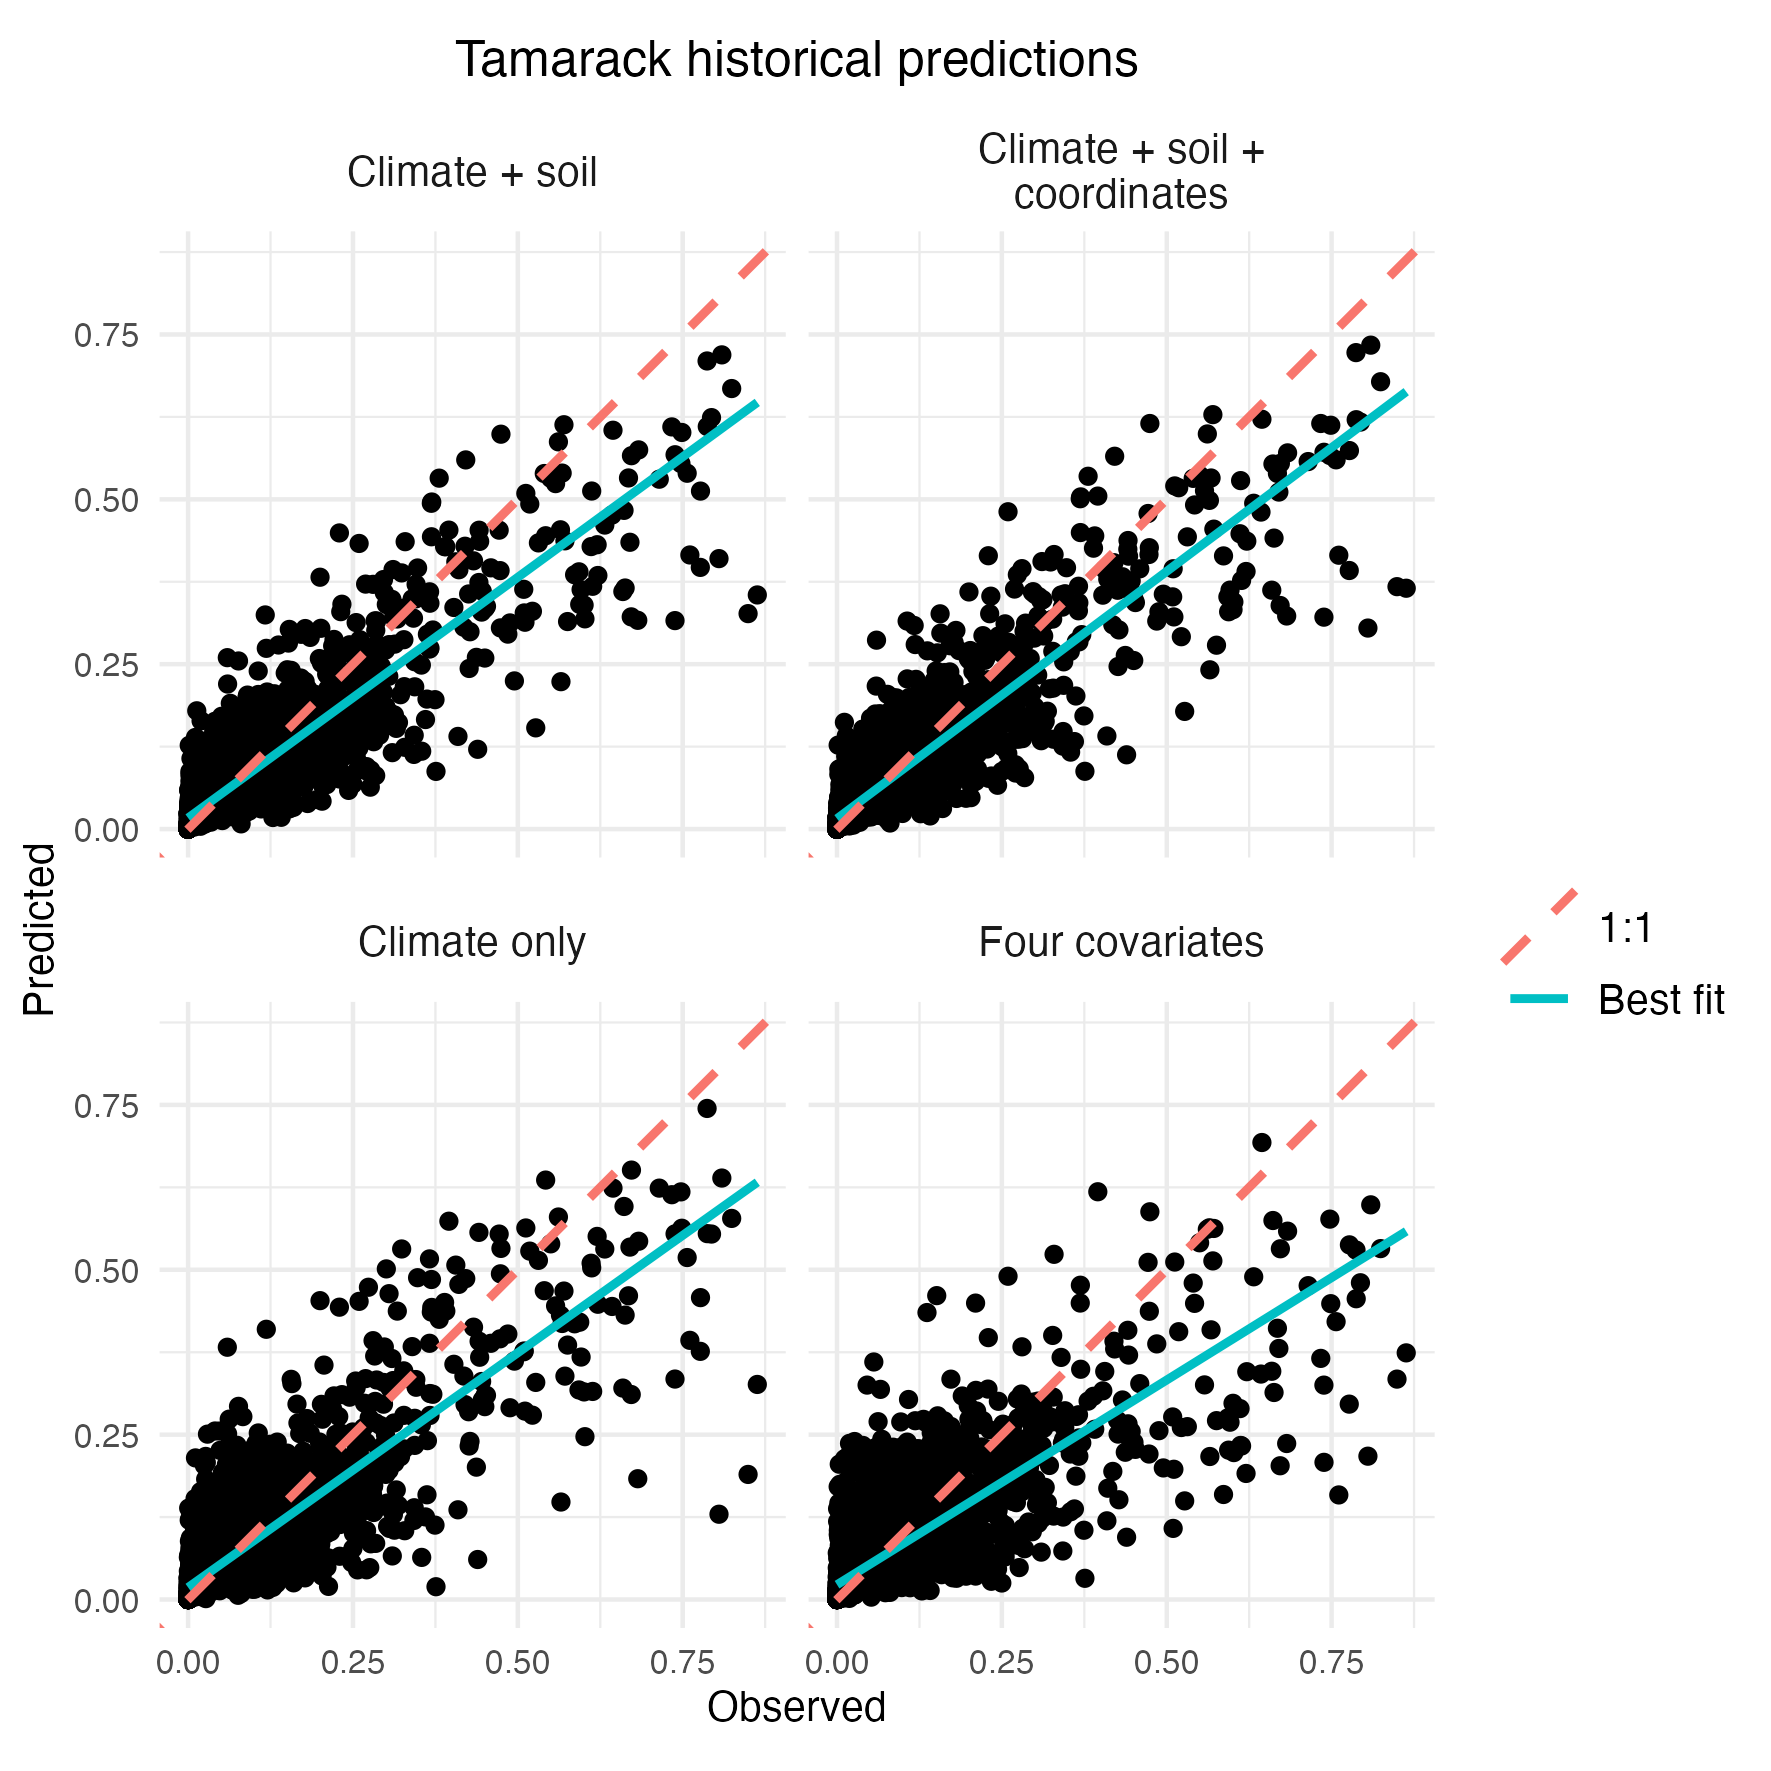 Tamarack historical predictions
Climate + soil
Climate + soil +
coordinates
0.75
0.50
0.25
0.00
Predicted
Climate only
Four covariates
1:1
Best fit
0.75
0.50
0.25
0.00
0.00 0.25 0.50 0.75 0.00 0.25 0.50 0.75
Observed